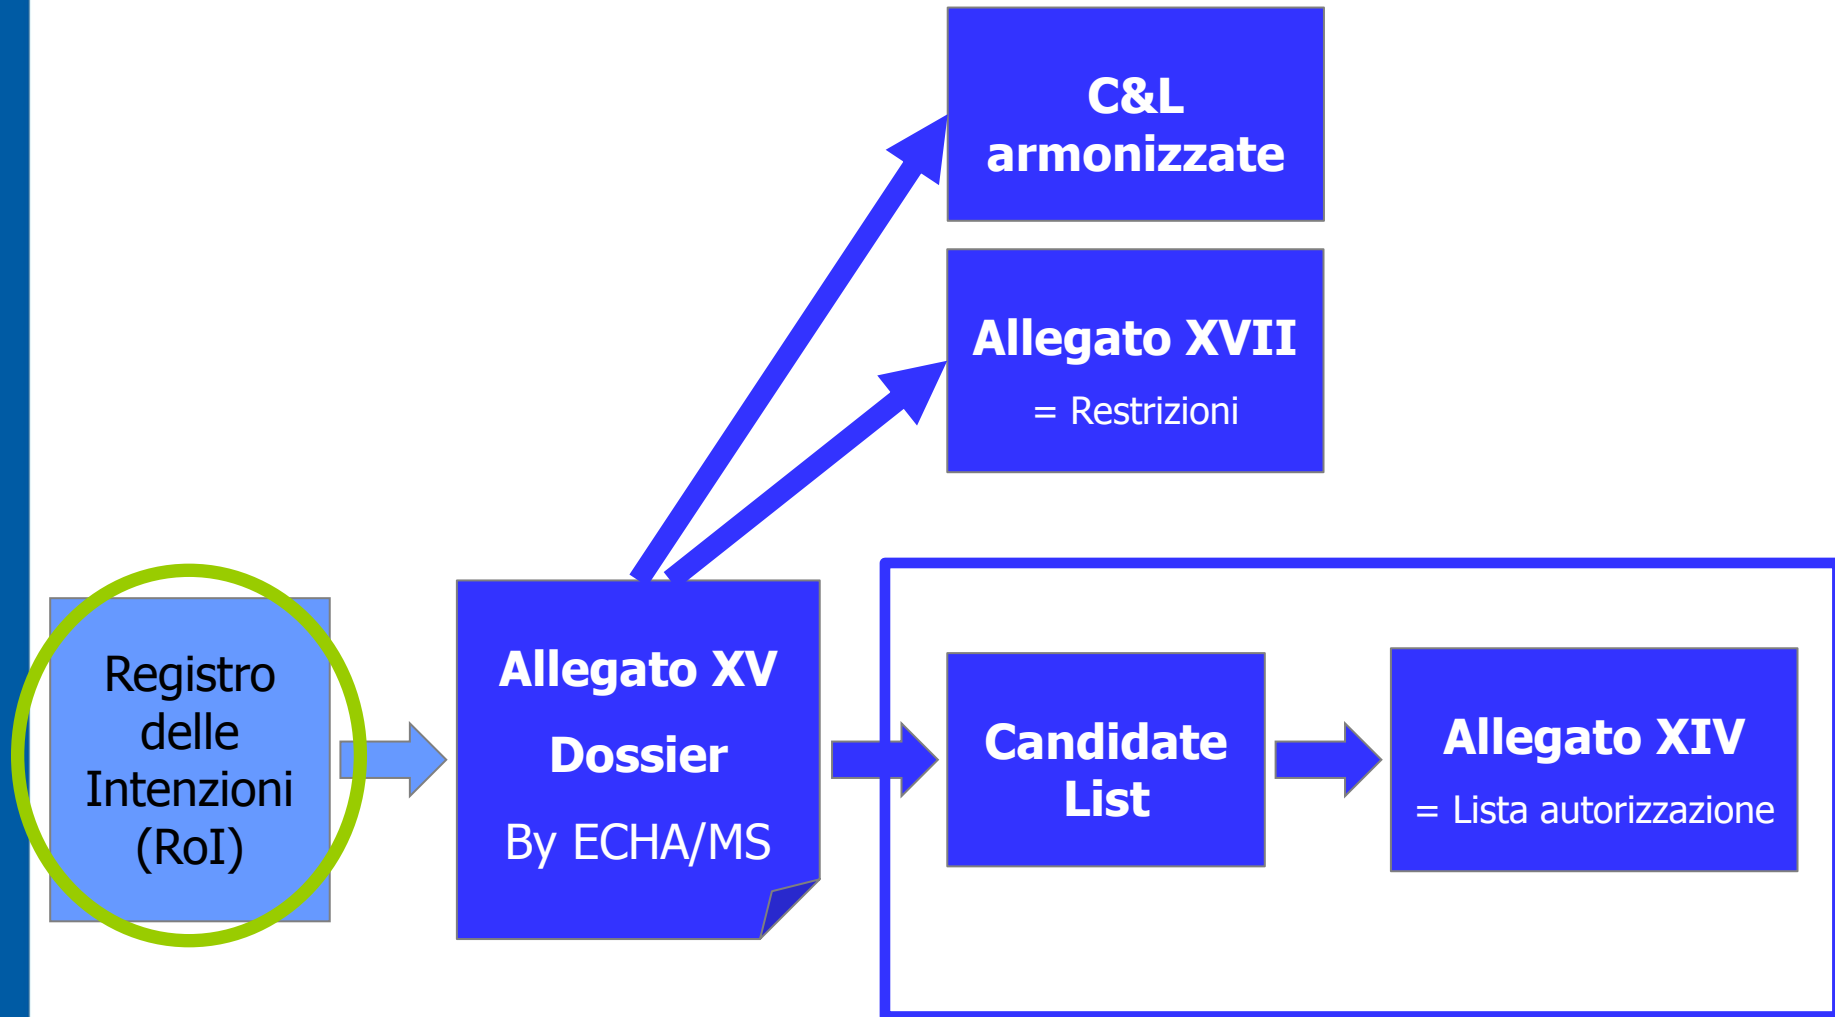 C&L
armonizzate
Allegato XVII
= Restrizioni
Registro
delle
Intenzioni
(RoI)
Allegato XV
Dossier
By ECHA/MS
Candidate
List
Allegato XIV
= Lista autorizzazione